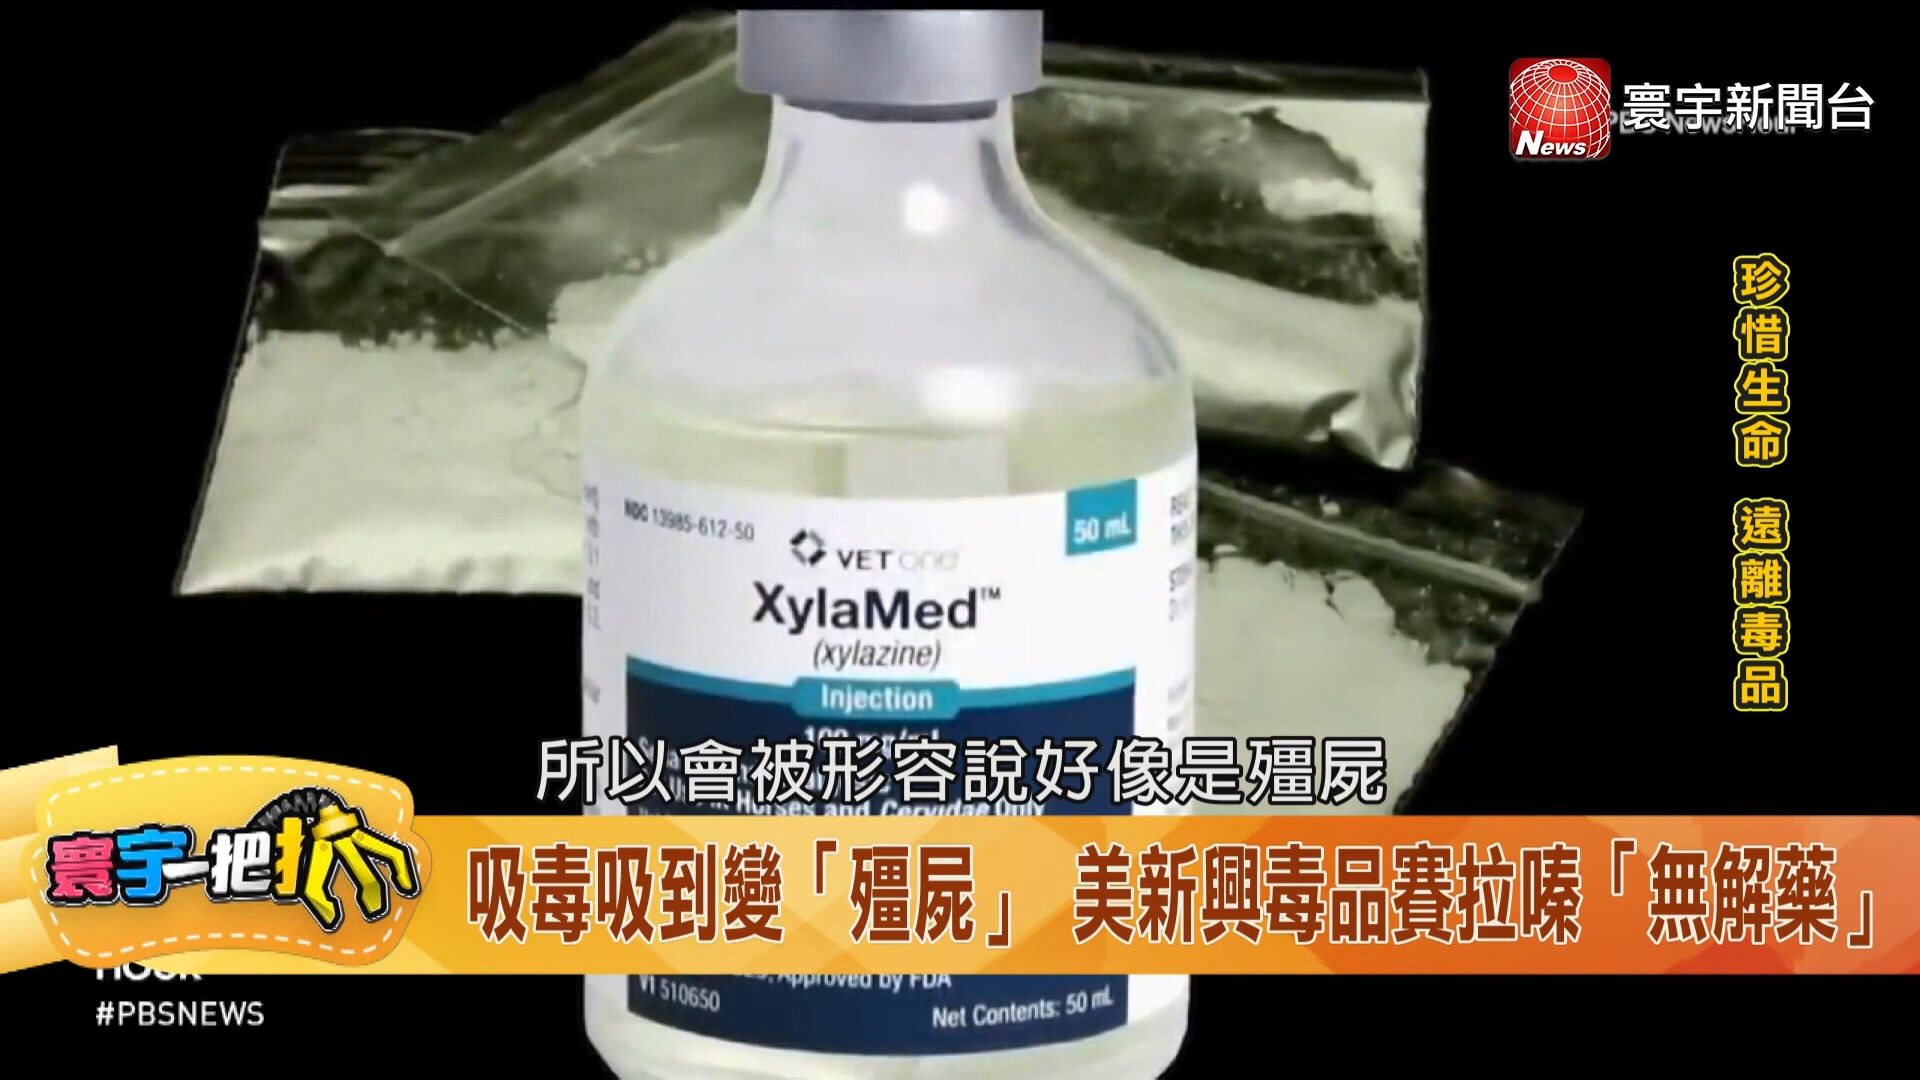 寰宇新聞台
News
珍惜生命 遠離毒品
NDC 13985-612-50
50 mL
VET one
XylaMed™
(xylazine)
Injection
所以會被形容說好像是殭屍
寰宇一把抓
吸毒吸到變「殭屍」 美新興毒品賽拉嗪「無解藥」
#PBSNEWS
Approved by FDA
V1 510650
Net Contents: 50 mL